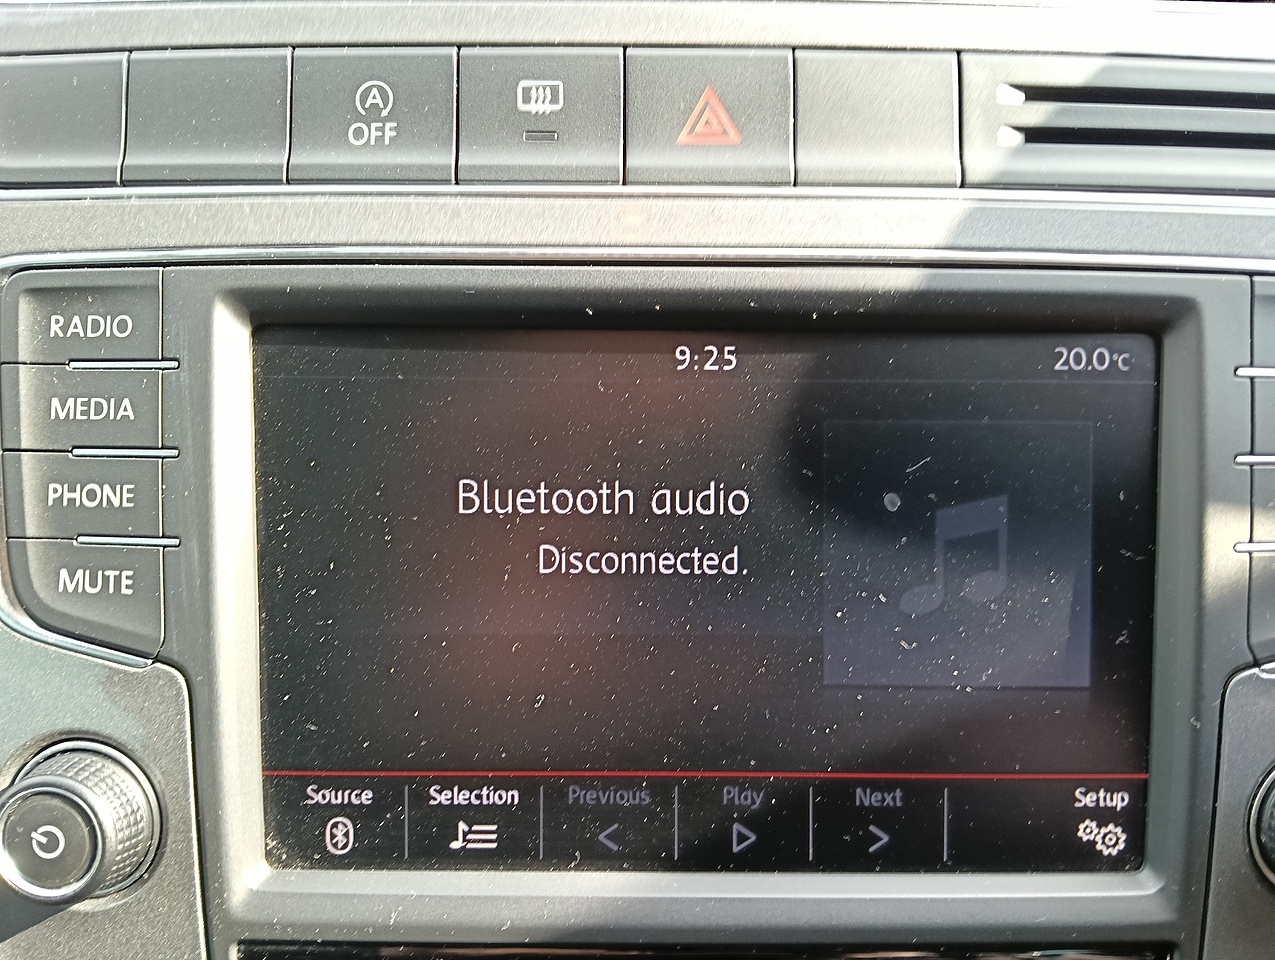 A
OFF
RADIO
MEDIA
PHONE
MUTE
9:25
20.0°C
Bluetooth audio
Disconnected.
Source
Selection
Previous
Play
Next
Setup